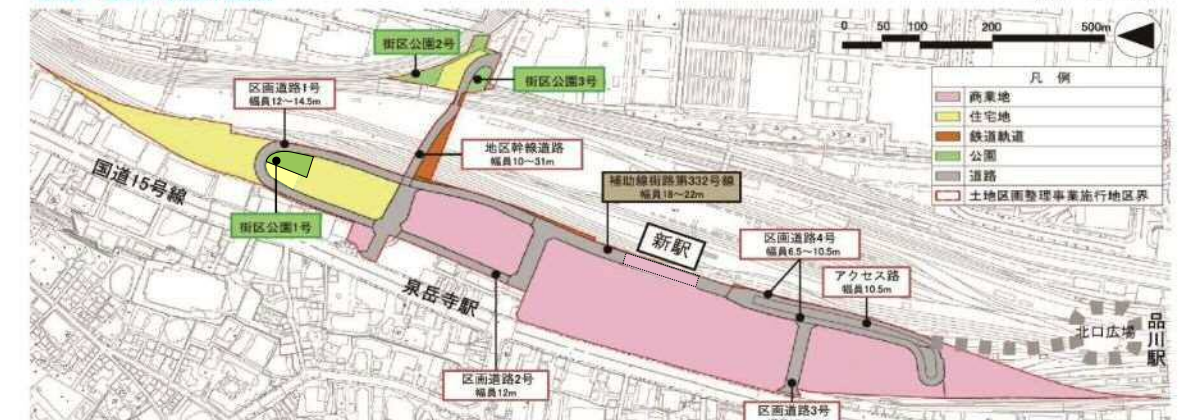 街区公園2号
区画道路1号
幅員12~14.5m
街区公園3号
地区幹線道路
幅員10~31m
国道15号線
街区公園1号
補助線街路第332号線
幅員18~22m
新駅
区画道路4号
幅員6.5~10.5m
アクセス路
幅員10.5m
泉岳寺駅
北口広場
品川駅
区画道路2号
幅員12m
区画道路3号
0 50 100 200 500m
凡例
商業地
住宅地
鉄道軌道
公園
道路
土地区画整理事業施行地区界